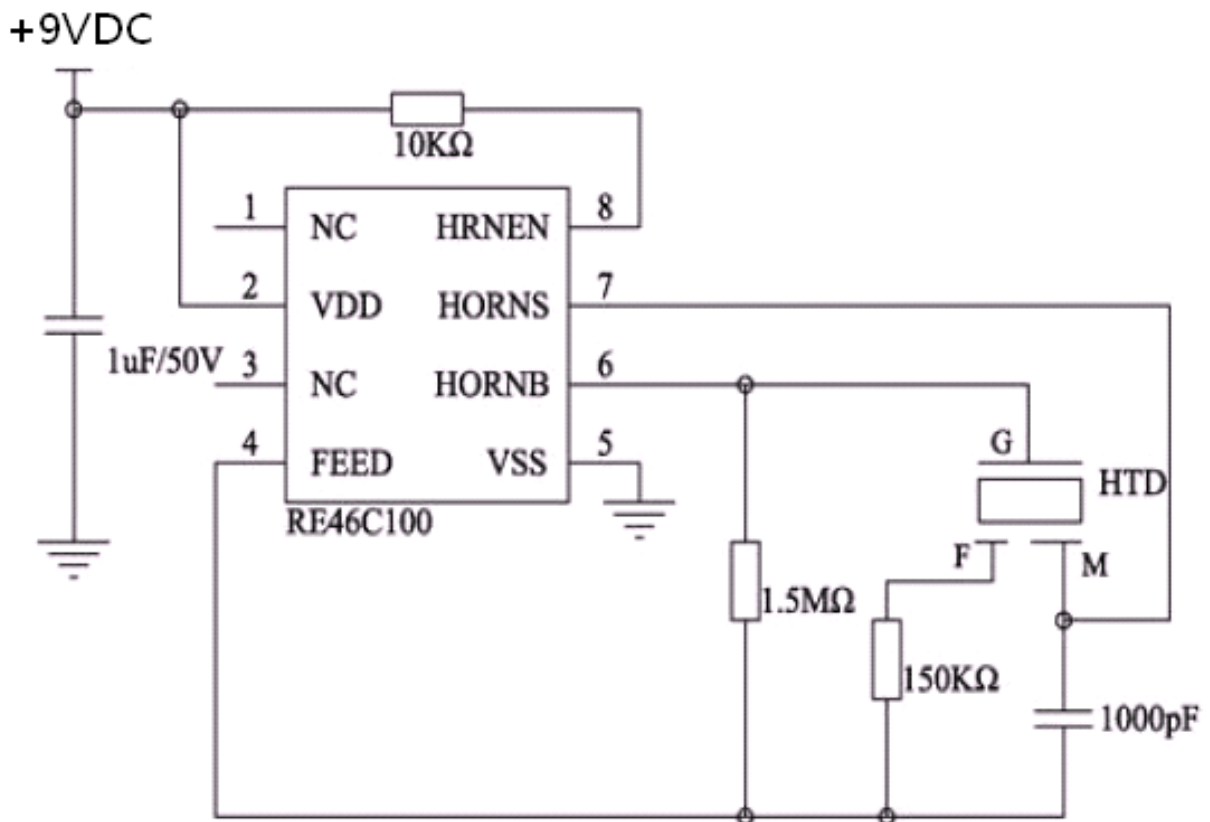 +9VDC
10KΩ
1 NC HRNEN 8
2 VDD HORNS 7
1uF/50V
3 NC HORNB 6
4 FEED VSS 5
RE46C100
G
HTD
F
M
1.5MΩ
150KΩ
1000pF